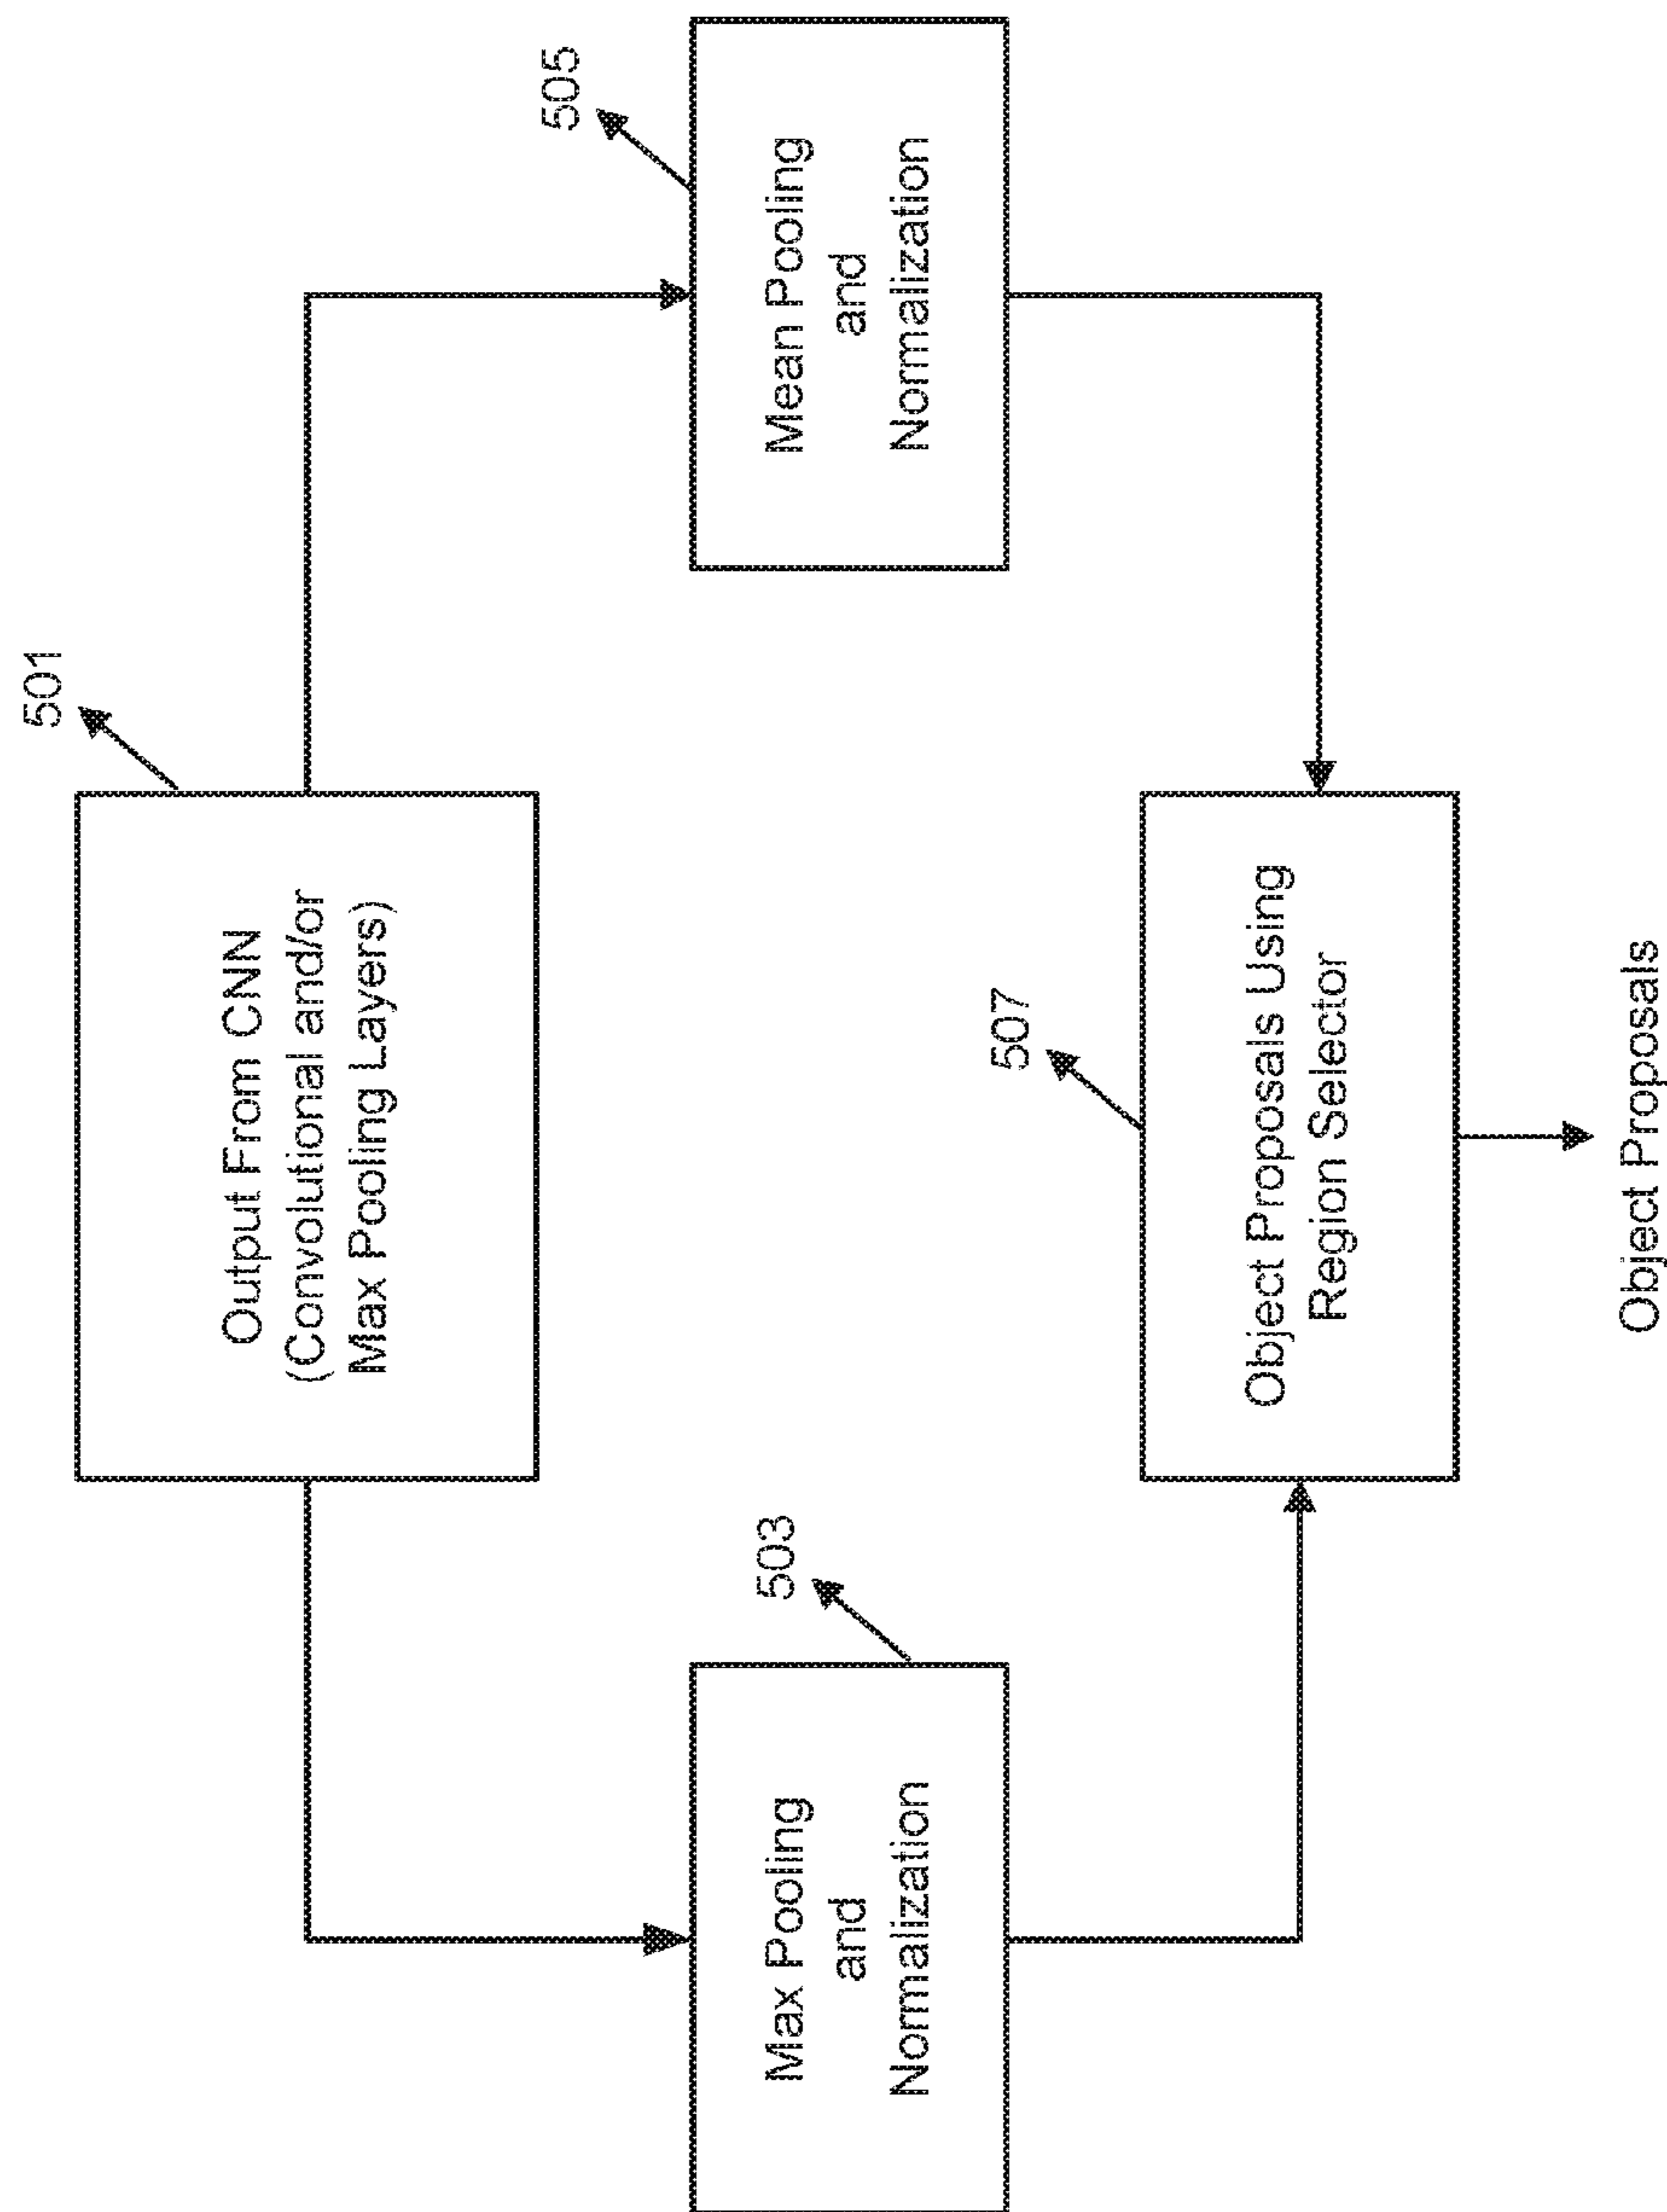 501
Output From CNN
(Convolutional and/or
Max Pooling Layers)
503
Max Pooling
and
Normalization
505
Mean Pooling
and
Normalization
507
Object Proposals Using
Region Selector
Object Proposals